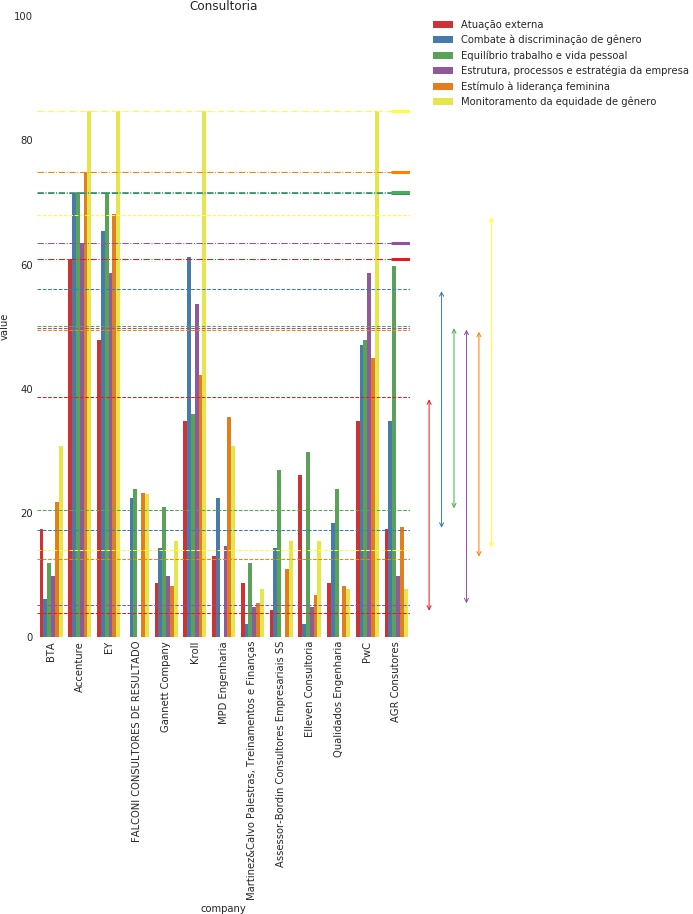 Consultoria
100
80
60
40
20
0
value
Atuação externa
Combate à discriminação de gênero
Equilíbrio trabalho e vida pessoal
Estrutura, processos e estratégia da empresa
Estímulo à liderança feminina
Monitoramento da equidade de gênero
BTA
Accenture
EY
FALCONI CONSULTORES DE RESULTADO
Gannett Company
Kroll
MPD Engenharia
Martinez&Calvo Palestras, Treinamentos e Finanças
Assessor-Bordin Consultores Empresariais SS
Elleven Consultoria
Qualidados Engenharia
PwC
AGR Consutores
company